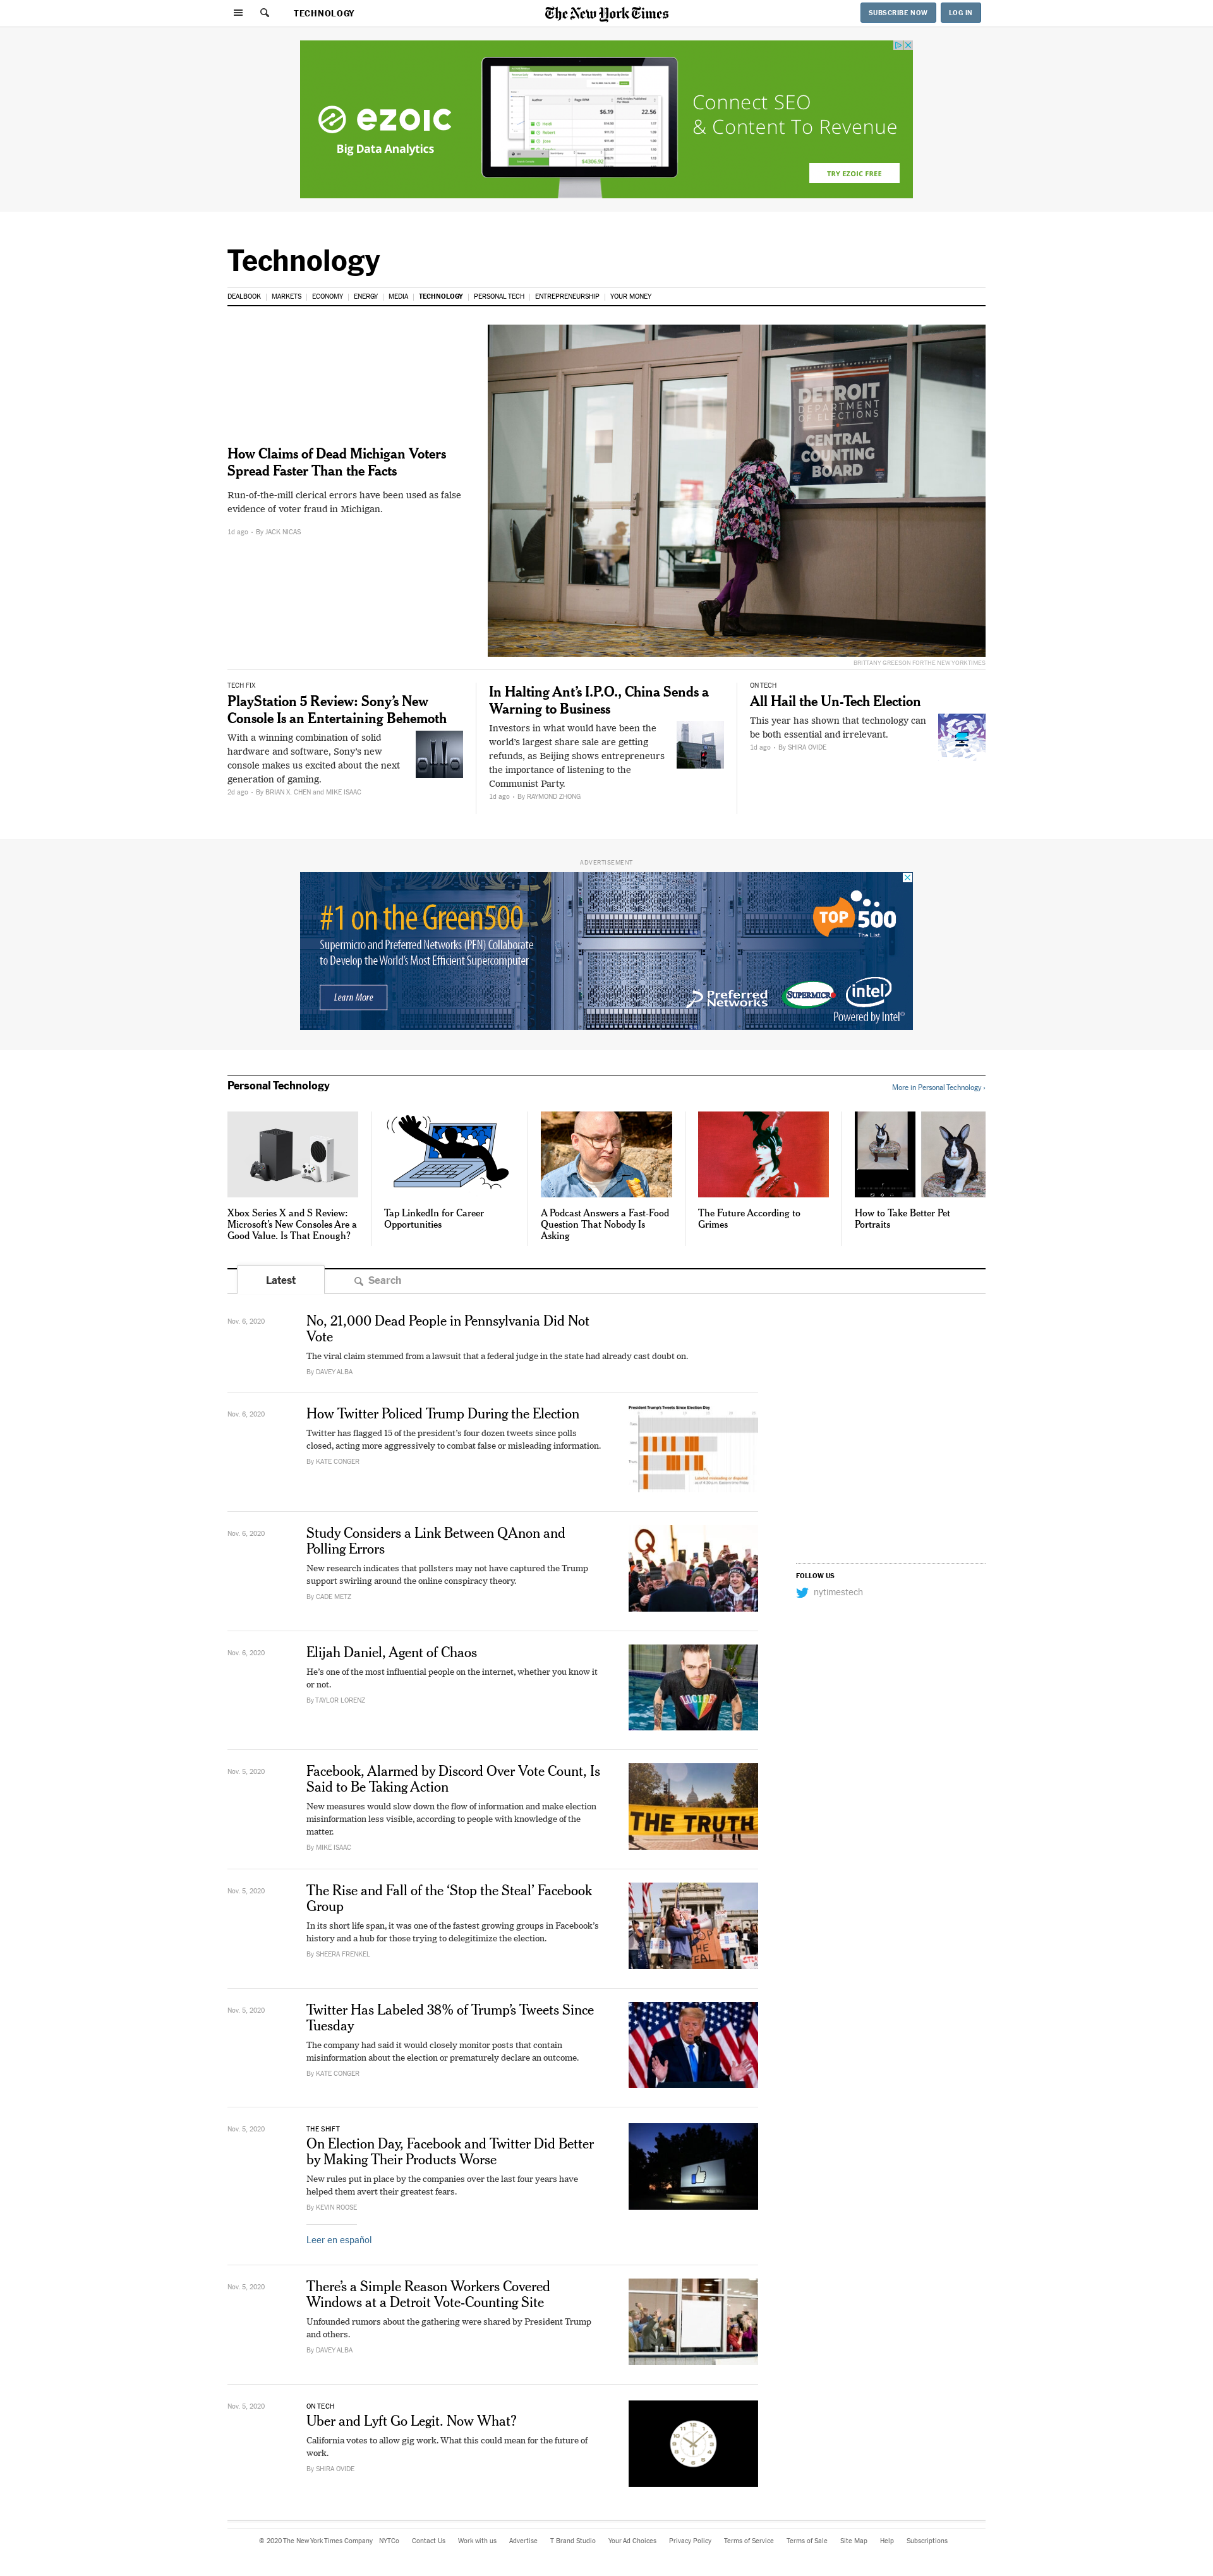 TECHNOLOGY
The New York Times
SUBSCRIBE NOW
LOG IN
ezoic
Big Data Analytics
Author
$6.19
22.56
$4306.92
Connect SEO
& Content To Revenue
TRY EZOIC FREE
Technology
DEALBOOK | MARKETS | ECONOMY | ENERGY | MEDIA | TECHNOLOGY | PERSONAL TECH | ENTREPRENEURSHIP | YOUR MONEY
How Claims of Dead Michigan Voters
Spread Faster Than the Facts
Run-of-the-mill clerical errors have been used as false
evidence of voter fraud in Michigan.
1d ago • By JACK NICAS
DETROIT
DEPARTMENT
OF ELECTIONS
CENTRAL
COUNTING
BOARD
BRITTANY GREESON FOR THE NEW YORK TIMES
TECH FIX
PlayStation 5 Review: Sony’s New
Console Is an Entertaining Behemoth
With a winning combination of solid
hardware and software, Sony’s new
console makes us excited about the next
generation of gaming.
2d ago • By BRIAN X. CHEN and MIKE ISAAC
In Halting Ant’s I.P.O., China Sends a
Warning to Business
Investors in what would have been the
world’s largest share sale are getting
refunds, as Beijing shows entrepreneurs
the importance of listening to the
Communist Party.
1d ago • By RAYMOND ZHONG
ON TECH
All Hail the Un-Tech Election
This year has shown that technology can
be both essential and irrelevant.
1d ago • By SHIRA OVIDE
ADVERTISEMENT
#1 on the Green500
Supermicro and Preferred Networks (PFN) Collaborate
to Develop the World’s Most Efficient Supercomputer
Learn More
TOP 500
The List.
Preferred
Networks
SUPERMICRO
intel
Powered by Intel®
Personal Technology
More in Personal Technology ›
Xbox Series X and S Review:
Microsoft’s New Consoles Are a
Good Value. Is That Enough?
Tap LinkedIn for Career
Opportunities
A Podcast Answers a Fast-Food
Question That Nobody Is
Asking
The Future According to
Grimes
How to Take Better Pet
Portraits
Latest
Search
Nov. 6, 2020
No, 21,000 Dead People in Pennsylvania Did Not
Vote
The viral claim stemmed from a lawsuit that a federal judge in the state had already cast doubt on.
By DAVEY ALBA
Nov. 6, 2020
How Twitter Policed Trump During the Election
Twitter has flagged 15 of the president’s four dozen tweets since polls
closed, acting more aggressively to combat false or misleading information.
By KATE CONGER
President Trump’s Tweets Since Election Day
Nov. 6, 2020
Study Considers a Link Between QAnon and
Polling Errors
New research indicates that pollsters may not have captured the Trump
support swirling around the online conspiracy theory.
By CADE METZ
Q
FOLLOW US
nytimestech
Nov. 6, 2020
Elijah Daniel, Agent of Chaos
He’s one of the most influential people on the internet, whether you know it
or not.
By TAYLOR LORENZ
LUCIFER
Nov. 5, 2020
Facebook, Alarmed by Discord Over Vote Count, Is
Said to Be Taking Action
New measures would slow down the flow of information and make election
misinformation less visible, according to people with knowledge of the
matter.
By MIKE ISAAC
THE TRUTH
Nov. 5, 2020
The Rise and Fall of the ‘Stop the Steal’ Facebook
Group
In its short life span, it was one of the fastest growing groups in Facebook’s
history and a hub for those trying to delegitimize the election.
By SHEERA FRENKEL
Nov. 5, 2020
Twitter Has Labeled 38% of Trump’s Tweets Since
Tuesday
The company had said it would closely monitor posts that contain
misinformation about the election or prematurely declare an outcome.
By KATE CONGER
Nov. 5, 2020
THE SHIFT
On Election Day, Facebook and Twitter Did Better
by Making Their Products Worse
New rules put in place by the companies over the last four years have
helped them avert their greatest fears.
By KEVIN ROOSE
Leer en español
Nov. 5, 2020
There’s a Simple Reason Workers Covered
Windows at a Detroit Vote-Counting Site
Unfounded rumors about the gathering were shared by President Trump
and others.
By DAVEY ALBA
Nov. 5, 2020
ON TECH
Uber and Lyft Go Legit. Now What?
California votes to allow gig work. What this could mean for the future of
work.
By SHIRA OVIDE
© 2020 The New York Times Company NYTCo Contact Us Work with us Advertise T Brand Studio Your Ad Choices Privacy Policy Terms of Service Terms of Sale Site Map Help Subscriptions